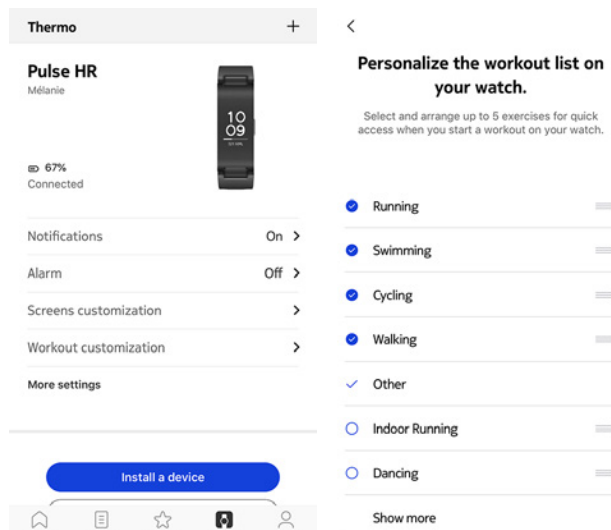 Thermo
+
Pulse HR
Mélanie
10
09
67%
Connected
Notifications On
Alarm Off
Screens customization
Workout customization
More settings
Install a device
Personalize the workout list on
your watch.
Select and arrange up to 5 exercises for quick
access when you start a workout on your watch.
Running
Swimming
Cycling
Walking
Other
Indoor Running
Dancing
Show more